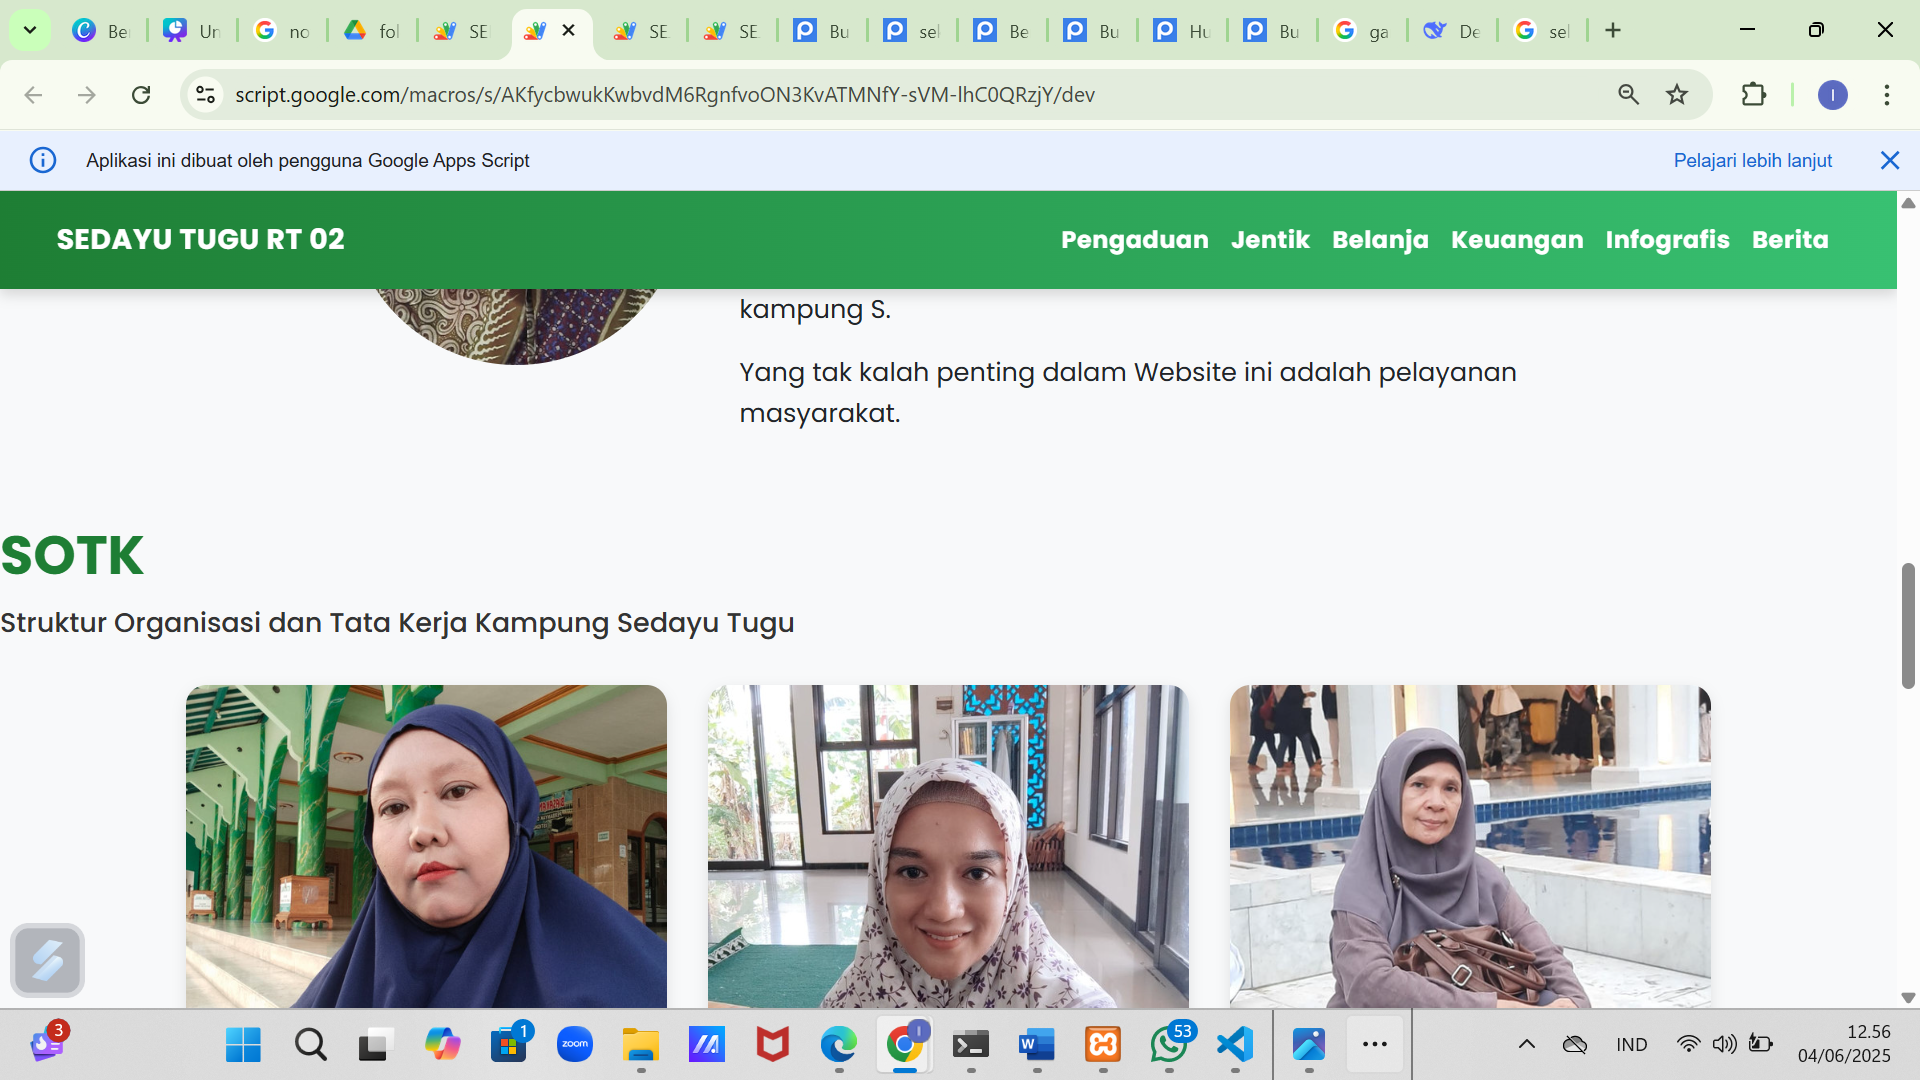 Be
Un
no
fol
SE
SE
SE
Bu
sel
Be
Bu
Hu
Bu
ga
De
sel
script.google.com/macros/s/AKfycbwukKwbvdM6RgnfvoON3KvATMNfY-sVM-lhC0QRzjY/dev
I
Aplikasi ini dibuat oleh pengguna Google Apps Script
Pelajari lebih lanjut
SEDAYU TUGU RT 02
Pengaduan Jentik Belanja Keuangan Infografis Berita
kampung S.
Yang tak kalah penting dalam Website ini adalah pelayanan
masyarakat.
SOTK
Struktur Organisasi dan Tata Kerja Kampung Sedayu Tugu
3
1
zoom
I
W
53
IND
12.56
04/06/2025